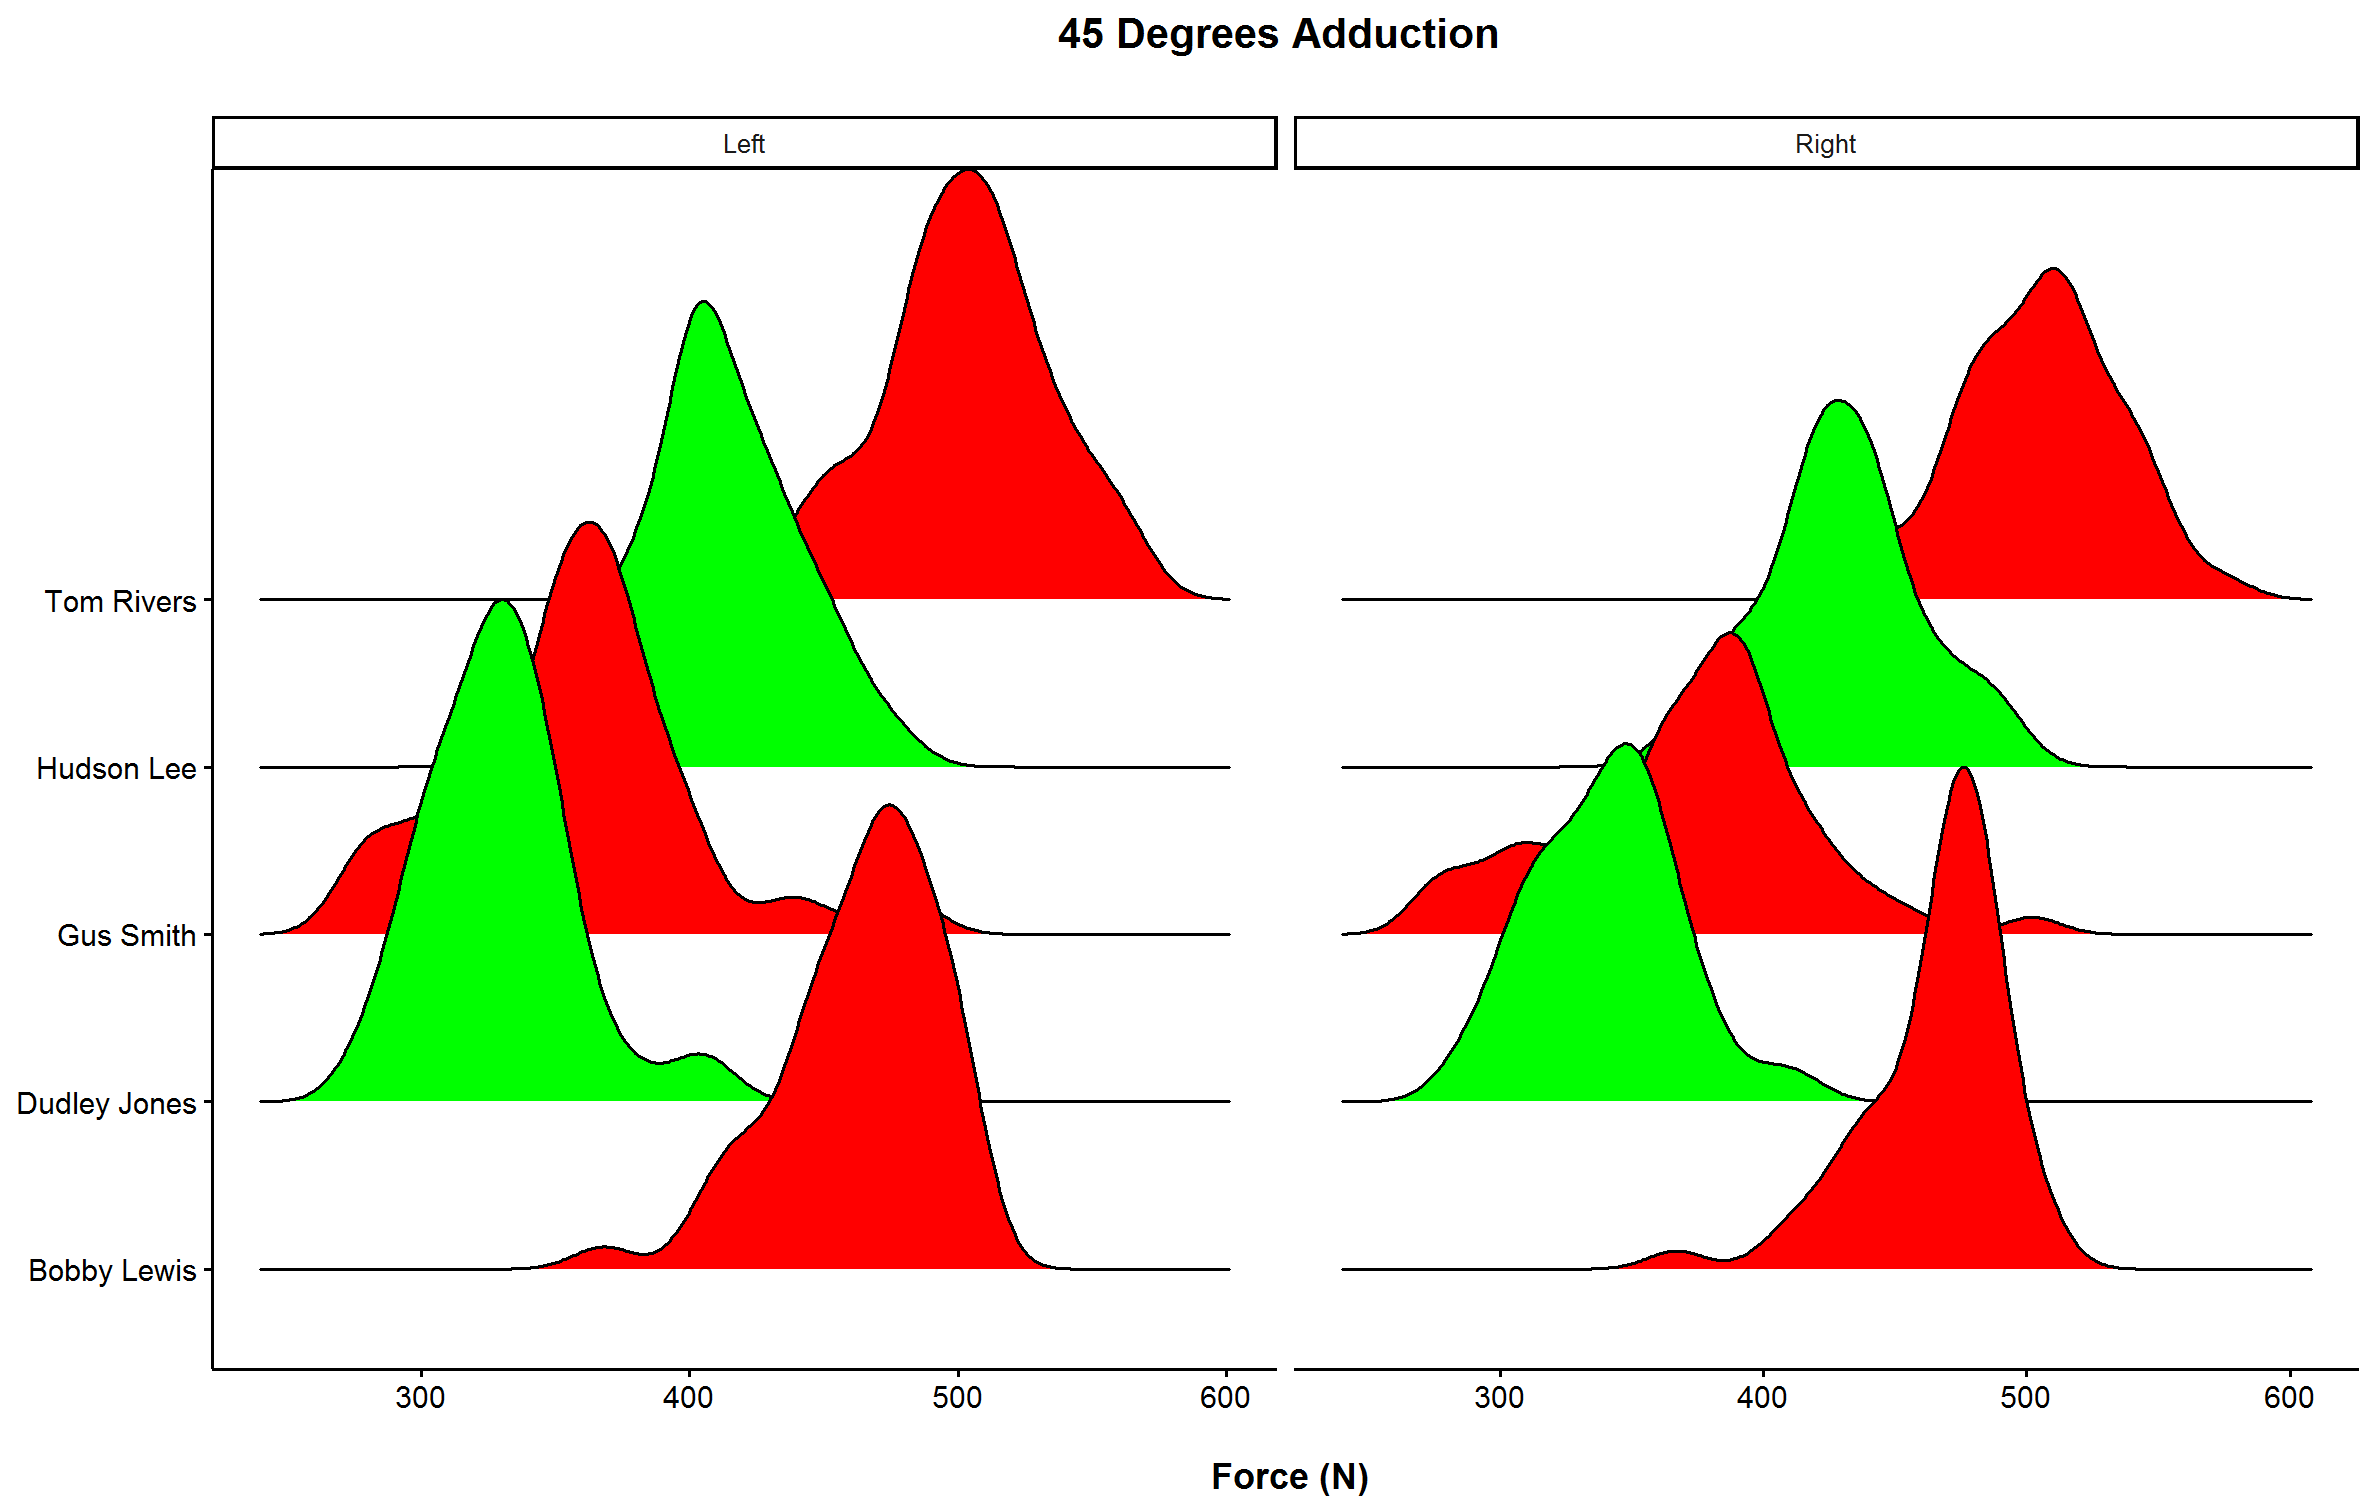 45 Degrees Adduction
Left
Right
Tom Rivers
Hudson Lee
Gus Smith
Dudley Jones
Bobby Lewis
300 400 500 600 300 400 500 600
Force (N)